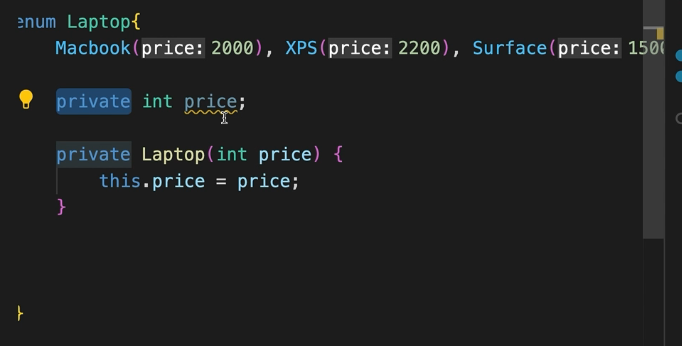 enum Laptop{
Macbook(price: 2000), XPS(price: 2200), Surface(price: 1500
private int price;
private Laptop(int price) {
this.price = price;
}
}